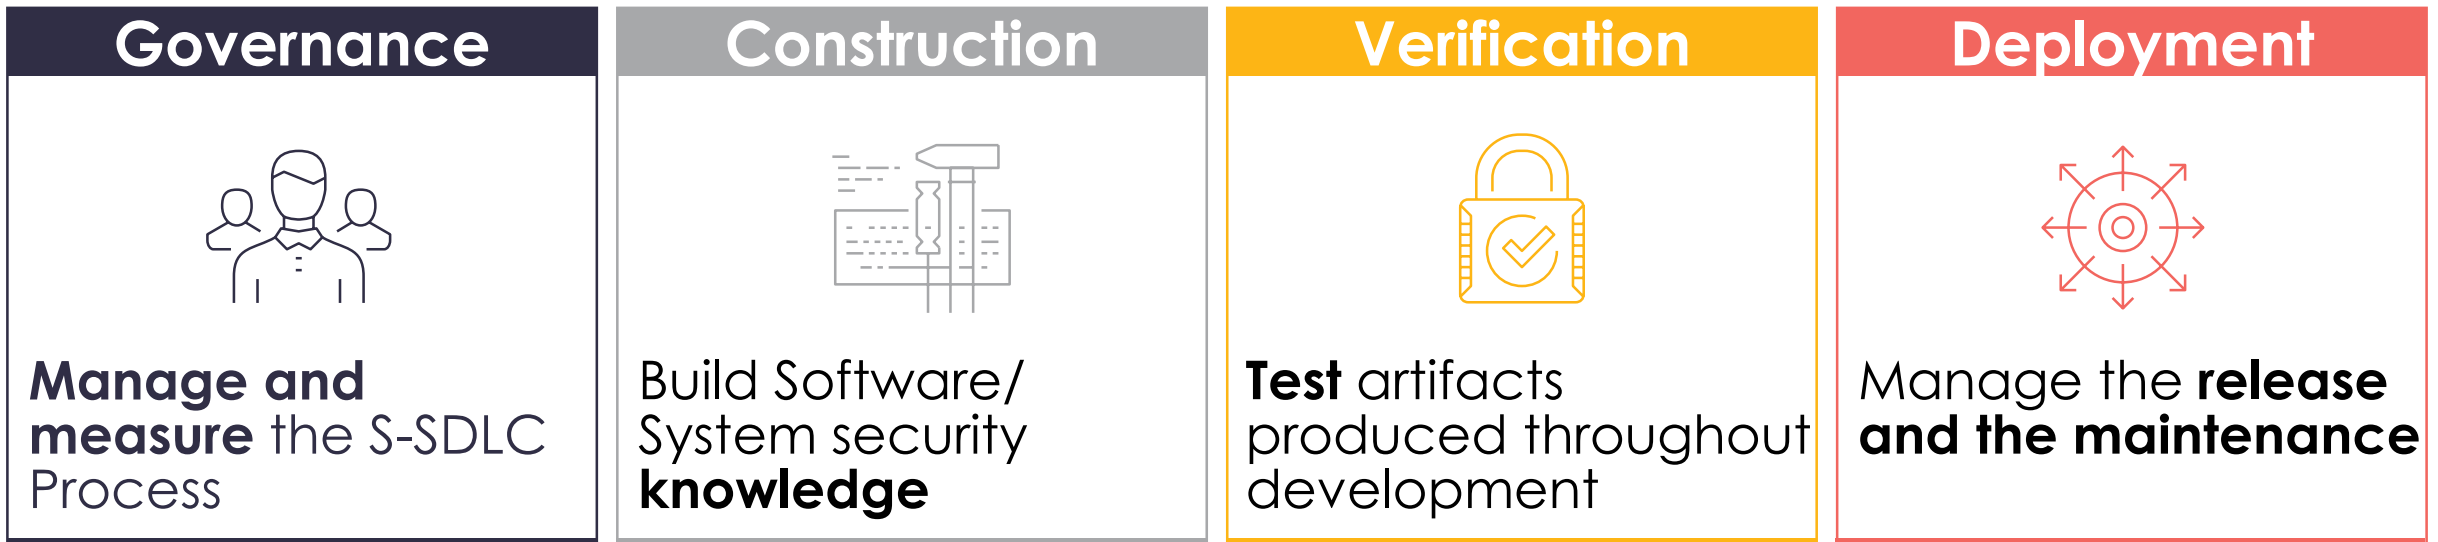 Governance
Manage and
measure the S-SDLC
Process
Construction
Build Software/
System security
knowledge
Verification
Test artifacts
produced throughout
development
Deployment
Manage the release
and the maintenance